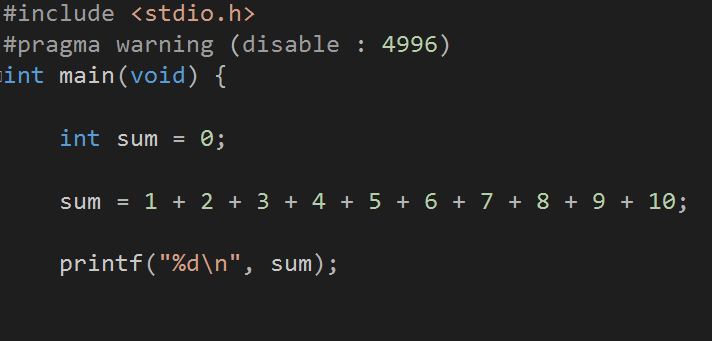 #include <stdio.h>
#pragma warning (disable : 4996)
int main(void) {
int sum = 0;
sum = 1 + 2 + 3 + 4 + 5 + 6 + 7 + 8 + 9 + 10;
printf("%d\n", sum);